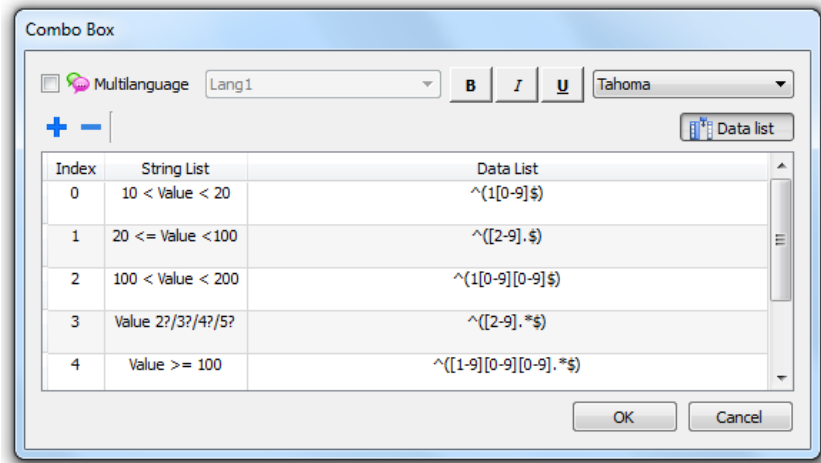 Combo Box
Multilanguage Lang1 B I U Tahoma
Data list
Index String List Data List
0 10 < Value < 20 ^(1[0-9]$)
1 20 <= Value <100 ^([2-9].$)
2 100 < Value < 200 ^(1[0-9][0-9]$)
3 Value 2?/3?/4?/5? ^([2-9].*$)
4 Value >= 100 ^([1-9][0-9][0-9].*$)
OK Cancel